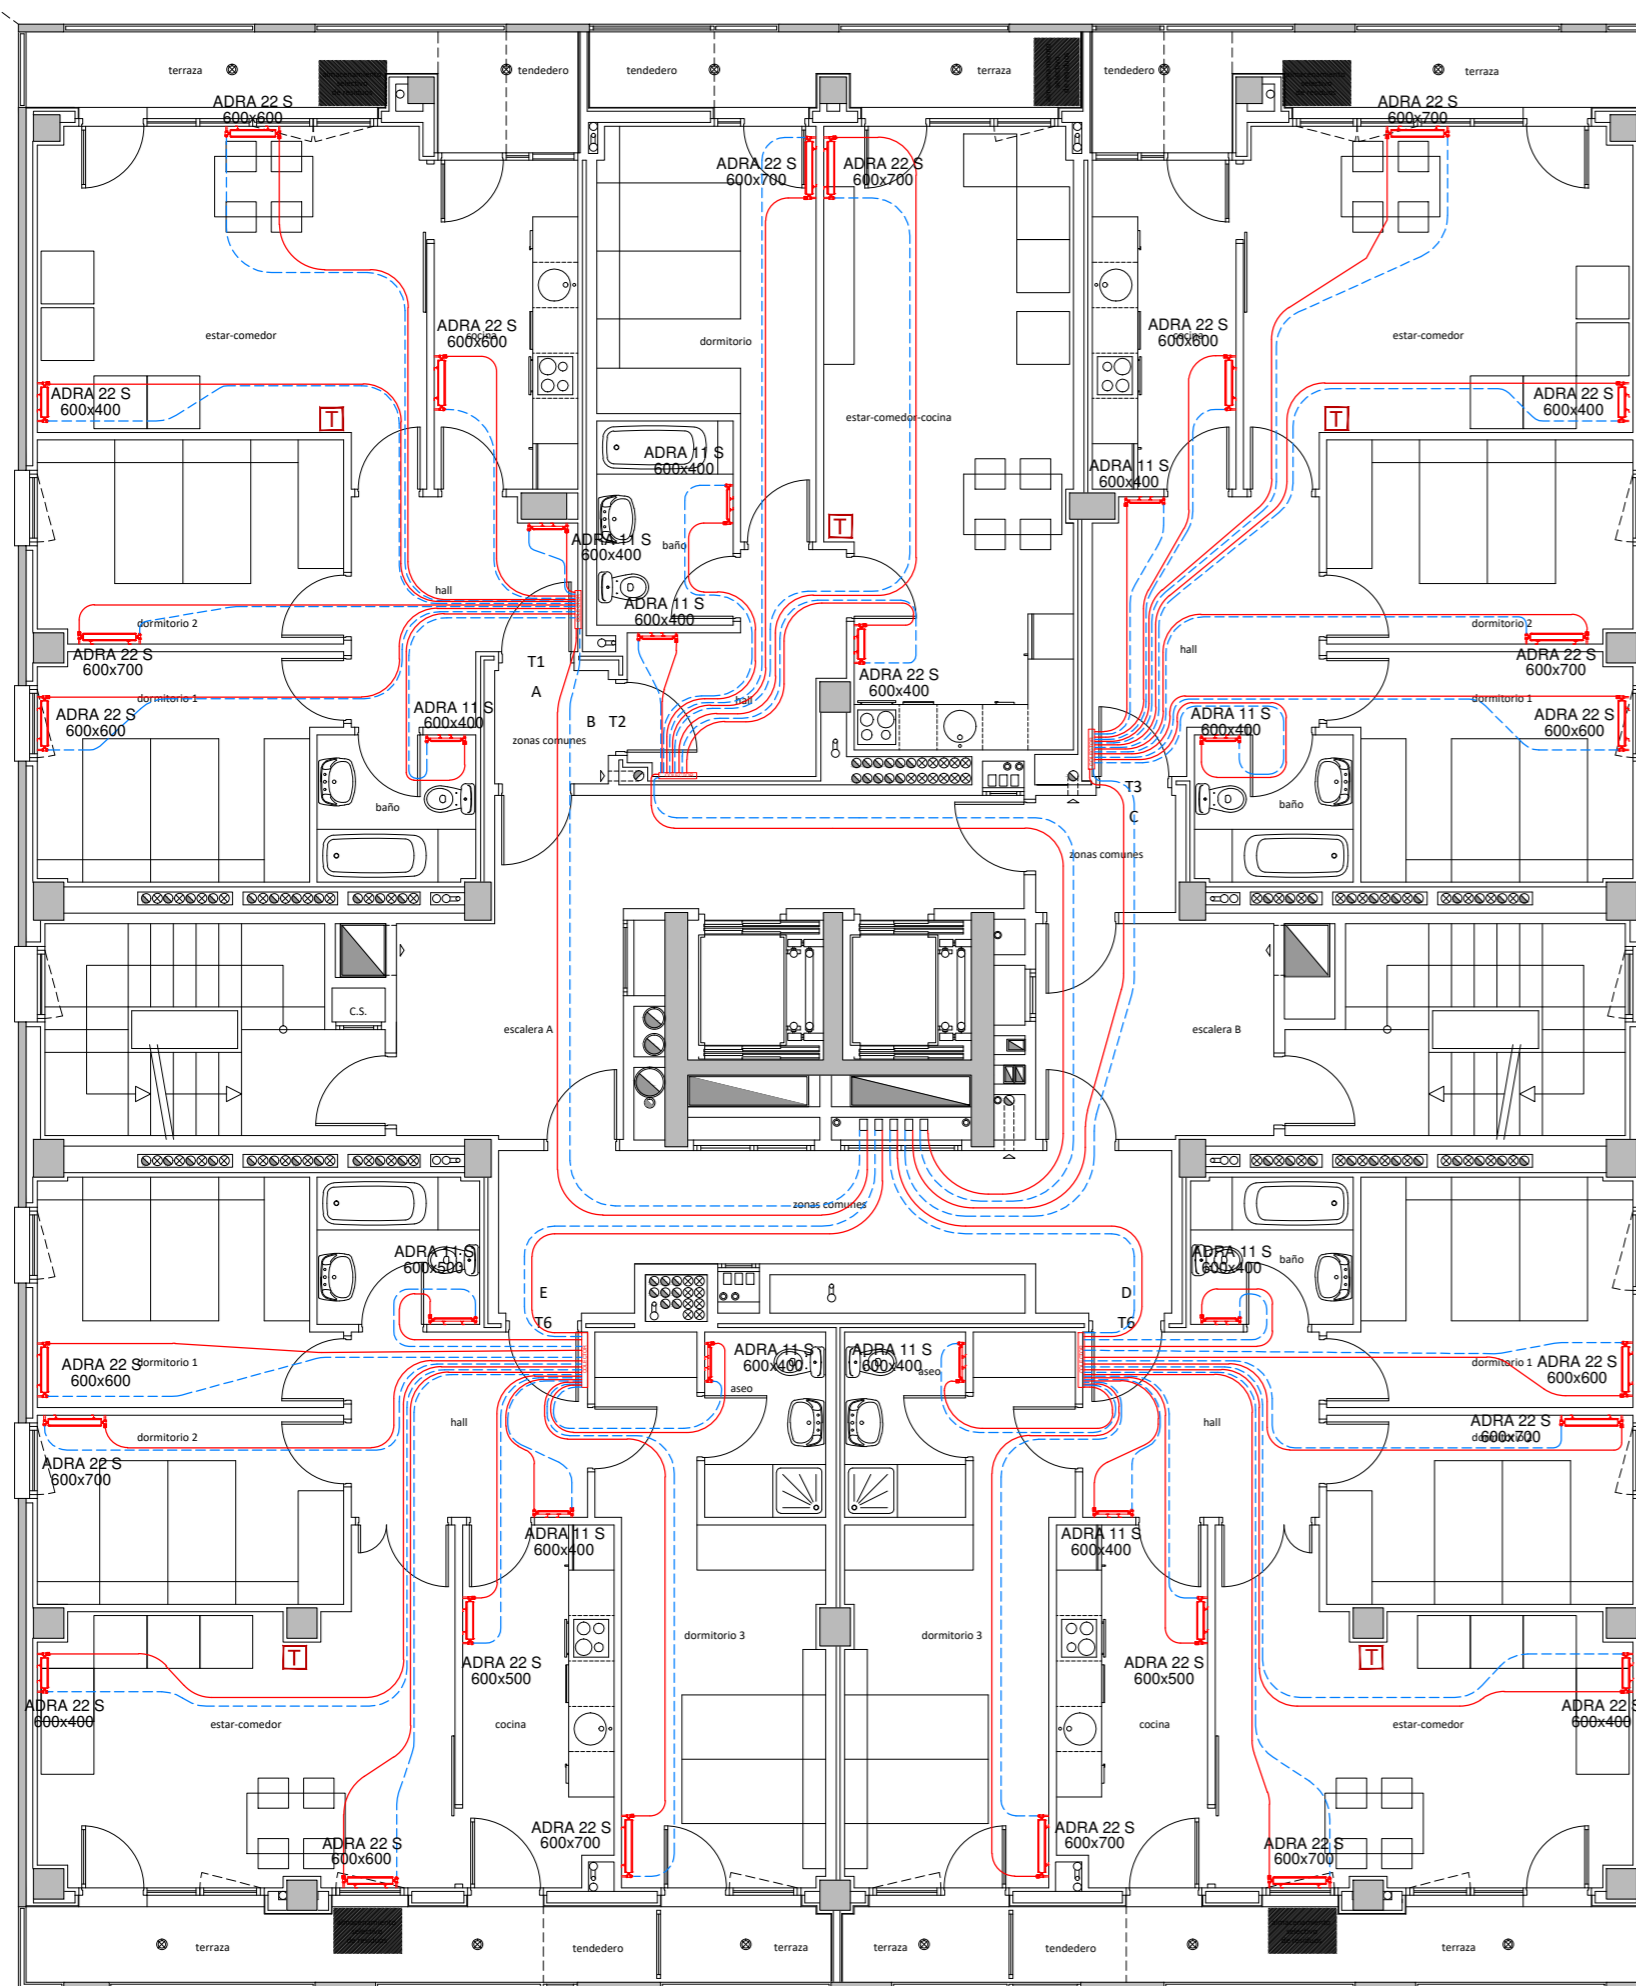 terraza
tendedero
tendedero
terraza
tendedero
terraza
ADRA 22 S
600x600
ADRA 22 S
600x700
ADRA 22 S
600x700
ADRA 22 S
600x700
estar-comedor
ADRA 22 S
cocina
600x600
dormitorio
ADRA 22 S
cocina
600x600
estar-comedor
ADRA 22 S
600x400
T
estar-comedor-cocina
T
ADRA 22 S
600x400
ADRA 11 S
600x400
ADRA 11 S
600x400
T
ADRA 11 S
600x400
baño
hall
ADRA 11 S
600x400
dormitorio 2
ADRA 22 S
600x700
hall
dormitorio 2
ADRA 22 S
600x700
T1
A
B
T2
zonas comunes
hall
ADRA 22 S
600x400
dormitorio 1
ADRA 22 S
600x600
ADRA 11 S
600x400
ADRA 11 S
600x400
dormitorio 1
ADRA 22 S
600x600
baño
T3
C
zonas comunes
baño
C.S.
escalera A
escalera B
zonas comunes
ADRA 11 S
600x500
E
T6
D
T6
ADRA 11 S
600x400
baño
dormitorio 1
ADRA 22 S
600x600
ADRA 11 S
600x400
aseo
ADRA 11 S
600x400
aseo
dormitorio 1
ADRA 22 S
600x600
dormitorio 2
ADRA 22 S
600x700
hall
hall
ADRA 22 S
600x700
ADRA 11 S
600x400
ADRA 11 S
600x400
T
ADRA 22 S
600x500
dormitorio 3
dormitorio 3
ADRA 22 S
600x500
T
ADRA 22 S
600x400
estar-comedor
cocina
cocina
estar-comedor
ADRA 22 S
600x400
ADRA 22 S
600x600
ADRA 22 S
600x700
ADRA 22 S
600x700
ADRA 22 S
600x700
terraza
tendedero
terraza
terraza
tendedero
terraza